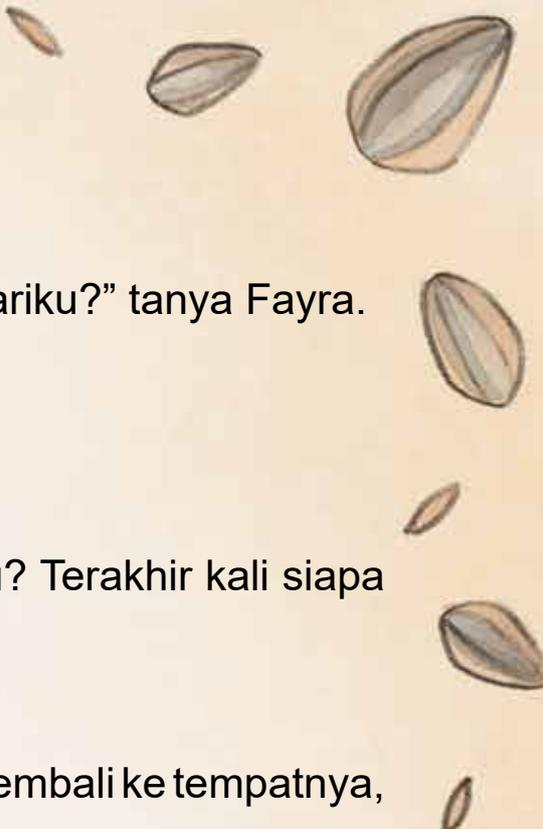 ariku?” tanya Fayra.
? Terakhir kali siapa
embali ke tempatnya,